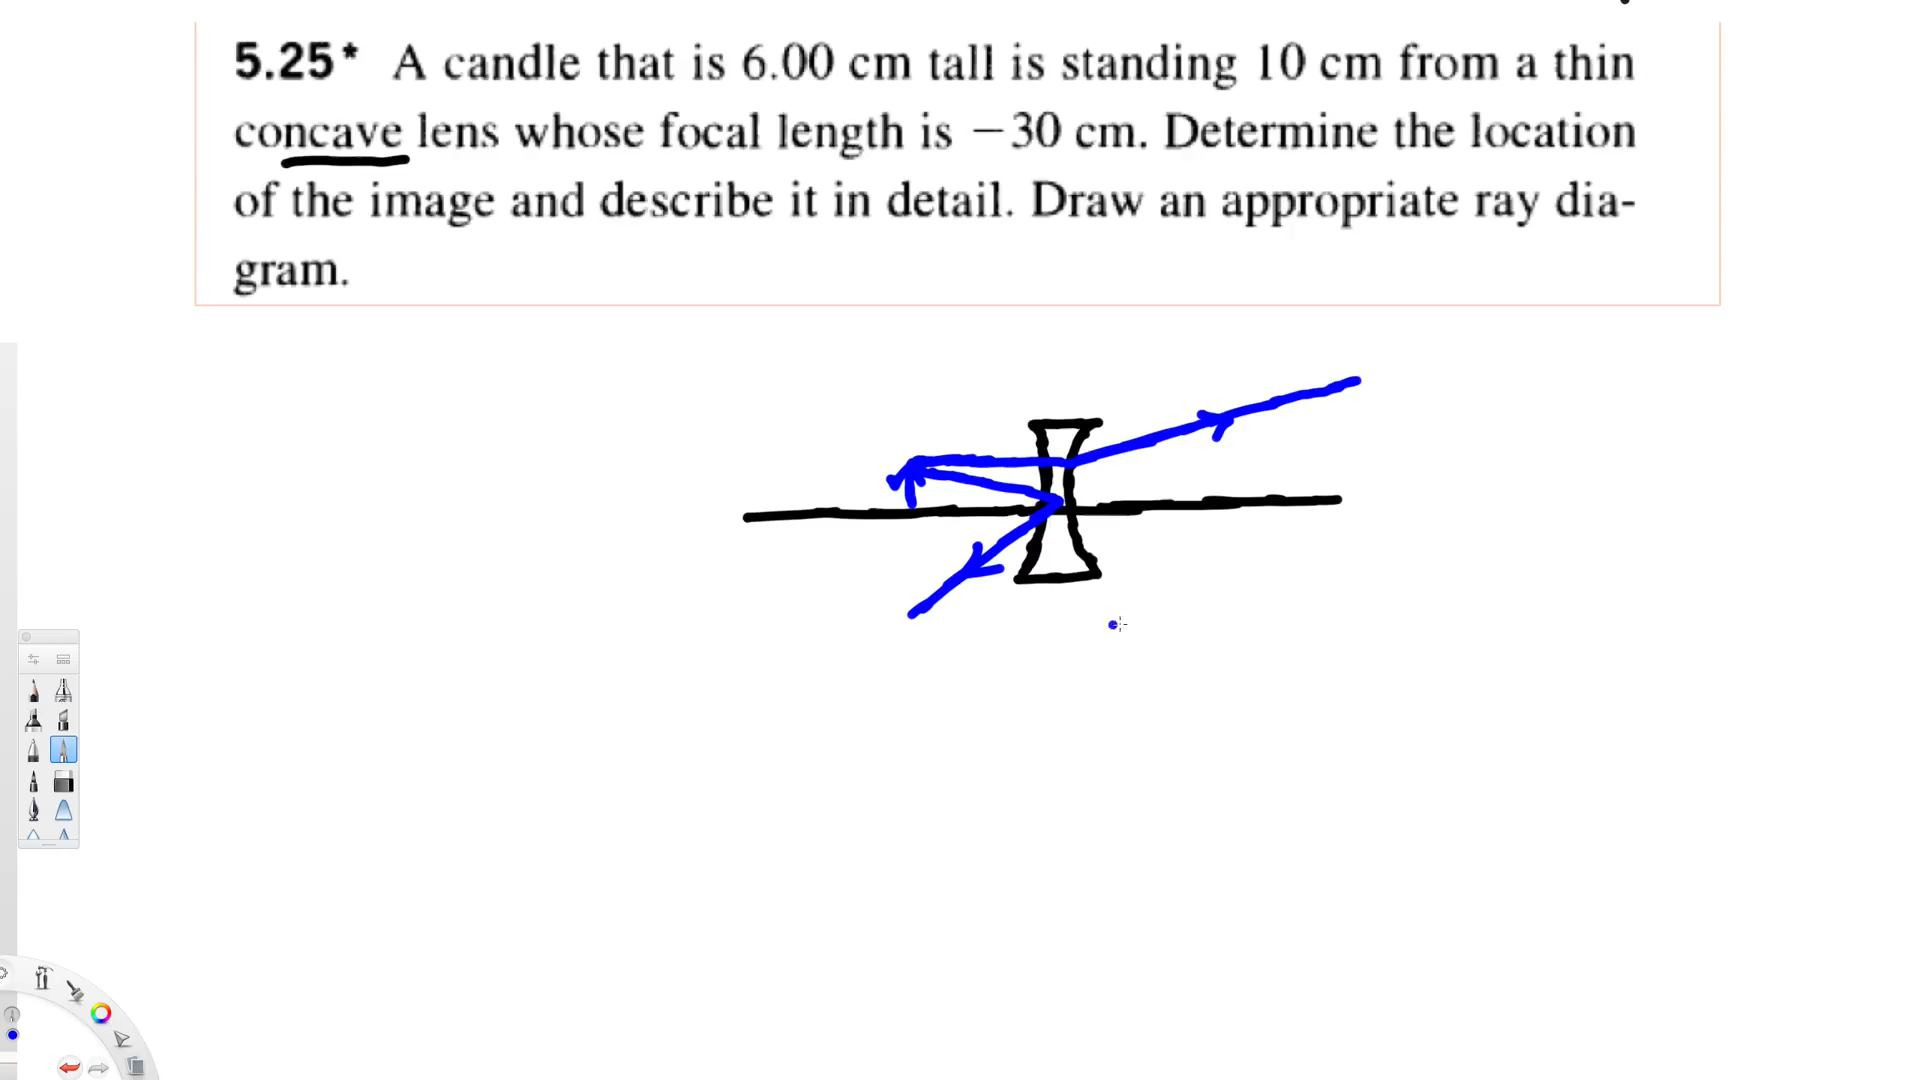 5.25* A candle that is 6.00 cm tall is standing 10 cm from a thin
concave lens whose focal length is −30 cm. Determine the location
of the image and describe it in detail. Draw an appropriate ray dia-
gram.